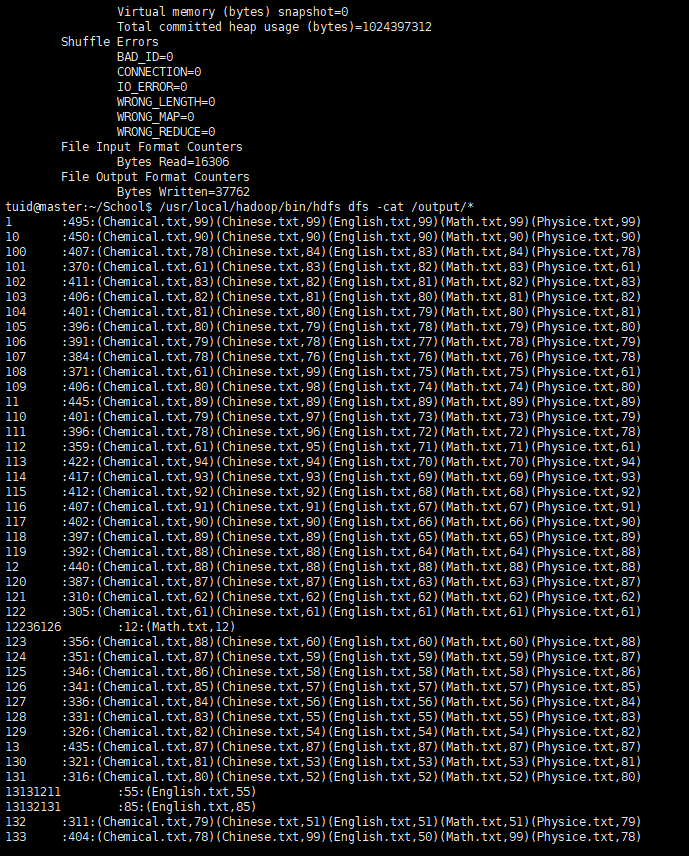 Virtual memory (bytes) snapshot=0
Total committed heap usage (bytes)=1024397312
Shuffle Errors
BAD_ID=0
CONNECTION=0
IO_ERROR=0
WRONG_LENGTH=0
WRONG_MAP=0
WRONG_REDUCE=0
File Input Format Counters
Bytes Read=16306
File Output Format Counters
Bytes Written=37762
tuid@master:~/School$ /usr/local/hadoop/bin/hdfs dfs -cat /output/*
1 :495:(Chemical.txt,99)(Chinese.txt,99)(English.txt,99)(Math.txt,99)(Physice.txt,99)
10 :450:(Chemical.txt,90)(Chinese.txt,90)(English.txt,90)(Math.txt,90)(Physice.txt,90)
100 :407:(Chemical.txt,78)(Chinese.txt,84)(English.txt,83)(Math.txt,84)(Physice.txt,78)
101 :370:(Chemical.txt,61)(Chinese.txt,83)(English.txt,82)(Math.txt,83)(Physice.txt,61)
102 :411:(Chemical.txt,83)(Chinese.txt,82)(English.txt,81)(Math.txt,82)(Physice.txt,83)
103 :406:(Chemical.txt,82)(Chinese.txt,81)(English.txt,80)(Math.txt,81)(Physice.txt,82)
104 :401:(Chemical.txt,81)(Chinese.txt,80)(English.txt,79)(Math.txt,80)(Physice.txt,81)
105 :396:(Chemical.txt,80)(Chinese.txt,79)(English.txt,78)(Math.txt,79)(Physice.txt,80)
106 :391:(Chemical.txt,79)(Chinese.txt,78)(English.txt,77)(Math.txt,78)(Physice.txt,79)
107 :384:(Chemical.txt,78)(Chinese.txt,76)(English.txt,76)(Math.txt,76)(Physice.txt,78)
108 :371:(Chemical.txt,61)(Chinese.txt,99)(English.txt,75)(Math.txt,75)(Physice.txt,61)
109 :406:(Chemical.txt,80)(Chinese.txt,98)(English.txt,74)(Math.txt,74)(Physice.txt,80)
11 :445:(Chemical.txt,89)(Chinese.txt,89)(English.txt,89)(Math.txt,89)(Physice.txt,89)
110 :401:(Chemical.txt,79)(Chinese.txt,97)(English.txt,73)(Math.txt,73)(Physice.txt,79)
111 :396:(Chemical.txt,78)(Chinese.txt,96)(English.txt,72)(Math.txt,72)(Physice.txt,78)
112 :359:(Chemical.txt,61)(Chinese.txt,95)(English.txt,71)(Math.txt,71)(Physice.txt,61)
113 :422:(Chemical.txt,94)(Chinese.txt,94)(English.txt,70)(Math.txt,70)(Physice.txt,94)
114 :417:(Chemical.txt,93)(Chinese.txt,93)(English.txt,69)(Math.txt,69)(Physice.txt,93)
115 :412:(Chemical.txt,92)(Chinese.txt,92)(English.txt,68)(Math.txt,68)(Physice.txt,92)
116 :407:(Chemical.txt,91)(Chinese.txt,91)(English.txt,67)(Math.txt,67)(Physice.txt,91)
117 :402:(Chemical.txt,90)(Chinese.txt,90)(English.txt,66)(Math.txt,66)(Physice.txt,90)
118 :397:(Chemical.txt,89)(Chinese.txt,89)(English.txt,65)(Math.txt,65)(Physice.txt,89)
119 :392:(Chemical.txt,88)(Chinese.txt,88)(English.txt,64)(Math.txt,64)(Physice.txt,88)
12 :440:(Chemical.txt,88)(Chinese.txt,88)(English.txt,88)(Math.txt,88)(Physice.txt,88)
120 :387:(Chemical.txt,87)(Chinese.txt,87)(English.txt,63)(Math.txt,63)(Physice.txt,87)
121 :310:(Chemical.txt,62)(Chinese.txt,62)(English.txt,62)(Math.txt,62)(Physice.txt,62)
122 :305:(Chemical.txt,61)(Chinese.txt,61)(English.txt,61)(Math.txt,61)(Physice.txt,61)
12236126 :12:(Math.txt,12)
123 :356:(Chemical.txt,88)(Chinese.txt,60)(English.txt,60)(Math.txt,60)(Physice.txt,88)
124 :351:(Chemical.txt,87)(Chinese.txt,59)(English.txt,59)(Math.txt,59)(Physice.txt,87)
125 :346:(Chemical.txt,86)(Chinese.txt,58)(English.txt,58)(Math.txt,58)(Physice.txt,86)
126 :341:(Chemical.txt,85)(Chinese.txt,57)(English.txt,57)(Math.txt,57)(Physice.txt,85)
127 :336:(Chemical.txt,84)(Chinese.txt,56)(English.txt,56)(Math.txt,56)(Physice.txt,84)
128 :331:(Chemical.txt,83)(Chinese.txt,55)(English.txt,55)(Math.txt,55)(Physice.txt,83)
129 :326:(Chemical.txt,82)(Chinese.txt,54)(English.txt,54)(Math.txt,54)(Physice.txt,82)
13 :435:(Chemical.txt,87)(Chinese.txt,87)(English.txt,87)(Math.txt,87)(Physice.txt,87)
130 :321:(Chemical.txt,81)(Chinese.txt,53)(English.txt,53)(Math.txt,53)(Physice.txt,81)
131 :316:(Chemical.txt,80)(Chinese.txt,52)(English.txt,52)(Math.txt,52)(Physice.txt,80)
13131211 :55:(English.txt,55)
13132131 :85:(English.txt,85)
132 :311:(Chemical.txt,79)(Chinese.txt,51)(English.txt,51)(Math.txt,51)(Physice.txt,79)
133 :404:(Chemical.txt,78)(Chinese.txt,99)(English.txt,50)(Math.txt,99)(Physice.txt,78)